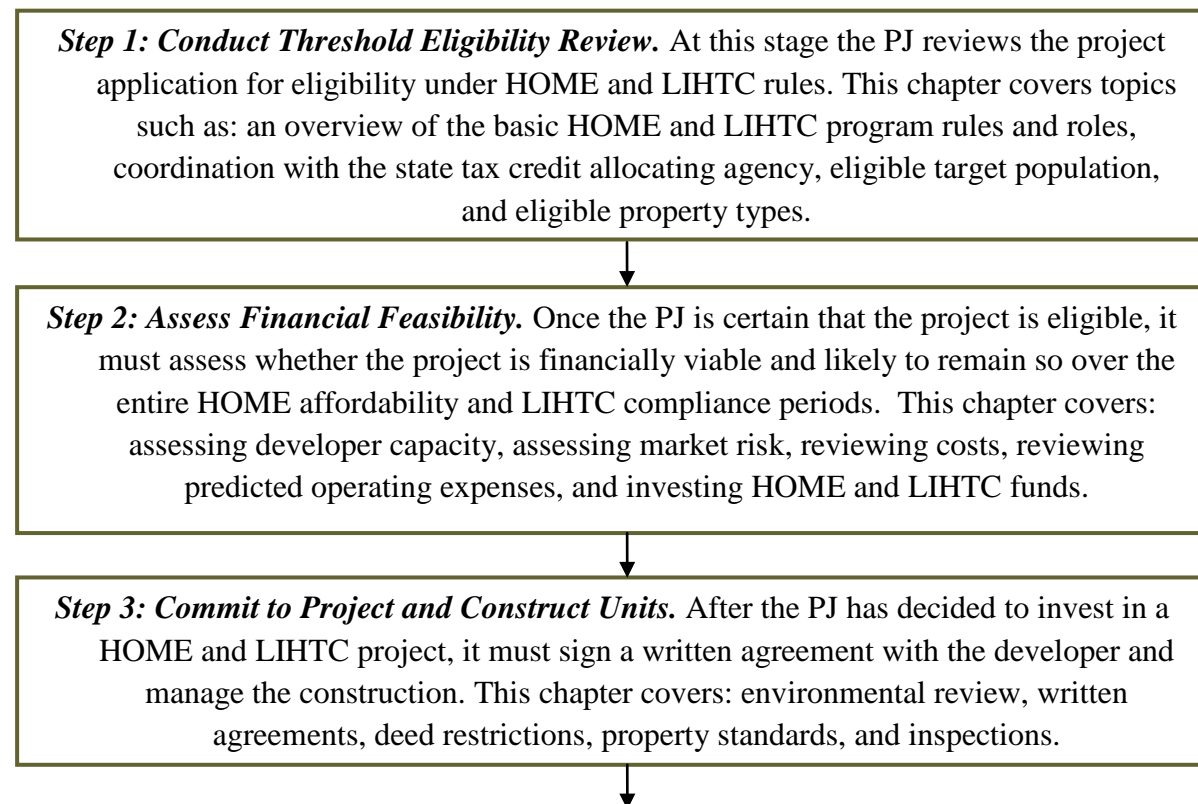 Step 1: Conduct Threshold Eligibility Review. At this stage the PJ reviews the project
application for eligibility under HOME and LIHTC rules. This chapter covers topics
such as: an overview of the basic HOME and LIHTC program rules and roles,
coordination with the state tax credit allocating agency, eligible target population,
and eligible property types.
Step 2: Assess Financial Feasibility. Once the PJ is certain that the project is eligible, it
must assess whether the project is financially viable and likely to remain so over the
entire HOME affordability and LIHTC compliance periods.  This chapter covers:
assessing developer capacity, assessing market risk, reviewing costs, reviewing
predicted operating expenses, and investing HOME and LIHTC funds.
Step 3: Commit to Project and Construct Units. After the PJ has decided to invest in a
HOME and LIHTC project, it must sign a written agreement with the developer and
manage the construction. This chapter covers: environmental review, written
agreements, deed restrictions, property standards, and inspections.